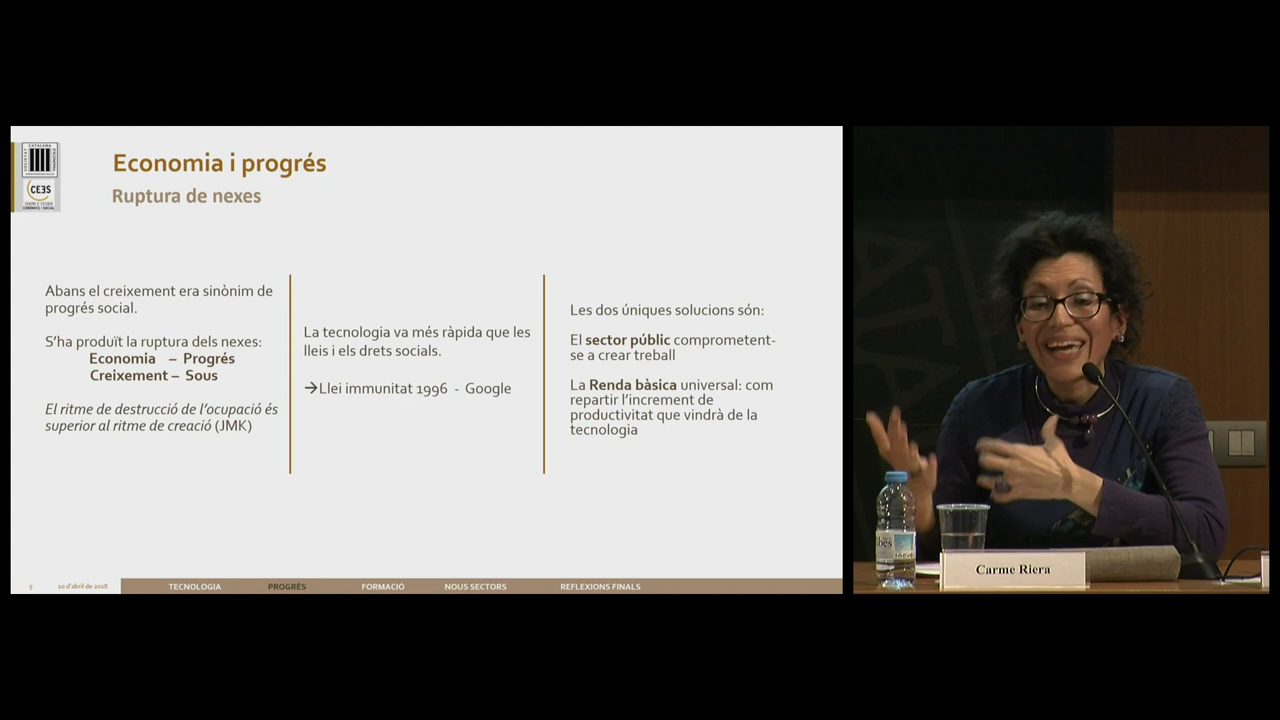 Economia i progrés
Ruptura de nexes
CEES
Abans el creixement era sinònim de
progrés social.
S'ha produït la ruptura dels nexes:
Economia – Progrés
Creixement – Sous
El ritme de destrucció de l'ocupació és
superior al ritme de creació (JMK)
La tecnologia va més ràpida que les
lleis i els drets socials.
→Llei immunitat 1996 - Google
Les dos úniques solucions són:
El sector públic comprometent-
se a crear treball
La Renda bàsica universal: com
repartir l'increment de
productivitat que vindrà de la
tecnologia
5 10 d'abril de 2018 TECNOLOGIA PROGRÉS FORMACIÓ NOUS SECTORS REFLEXIONS FINALS
Carme Riera